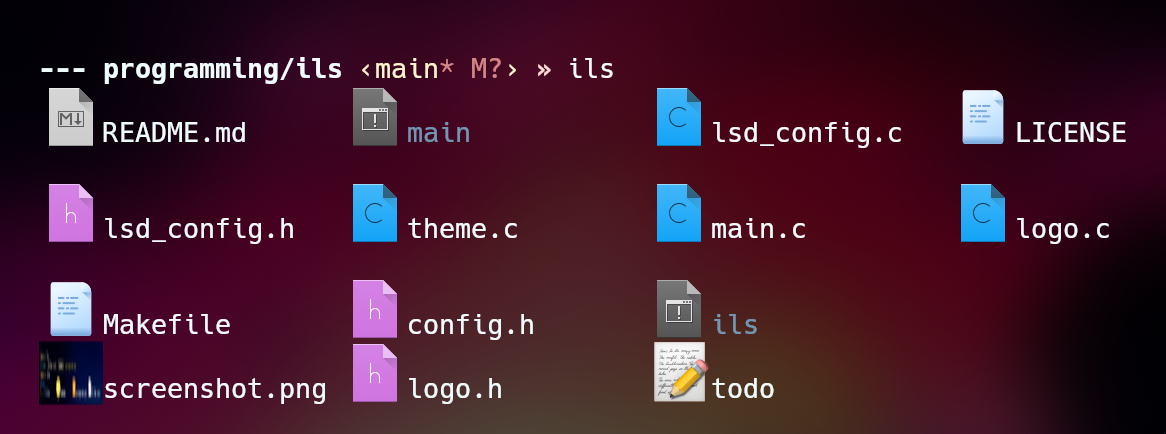 --- programming/ils ‹main* M?› » ils
README.md main lsd_config.c LICENSE
lsd_config.h theme.c main.c logo.c
Makefile config.h ils
screenshot.png logo.h todo